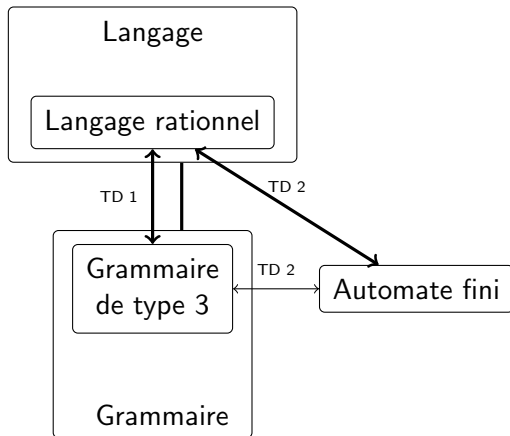 Langage
Langage rationnel
TD 1
TD 2
Grammaire
de type 3
TD 2
Automate fini
Grammaire